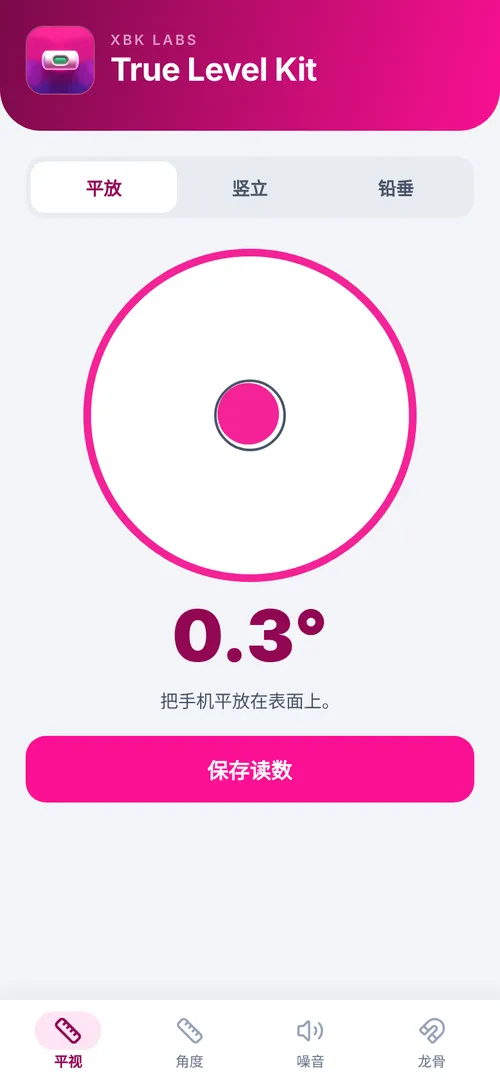 XBK LABS
True Level Kit
平放
竖立
铅垂
0.3°
把手机平放在表面上。
保存读数
平视
角度
噪音
龙骨